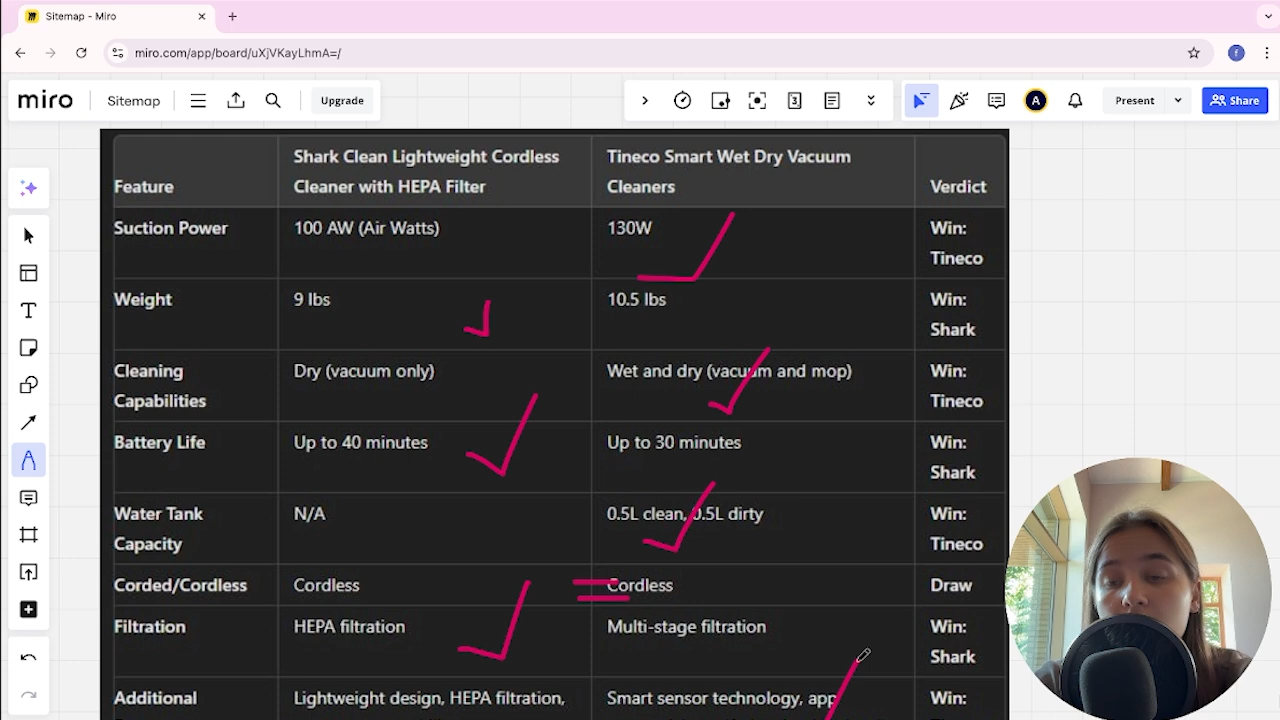 Sitemap - Miro
miro.com/app/board/uXjVKayLhmA=/
f
miro
Sitemap
Upgrade
3
A
Present
Share
Feature
Shark Clean Lightweight Cordless
Cleaner with HEPA Filter
Tineco Smart Wet Dry Vacuum
Cleaners
Verdict
Suction Power
100 AW (Air Watts)
130W
Win:
Tineco
Weight
9 lbs
10.5 lbs
Win:
Shark
Cleaning
Capabilities
Dry (vacuum only)
Wet and dry (vacuum and mop)
Win:
Tineco
Battery Life
Up to 40 minutes
Up to 30 minutes
Win:
Shark
Water Tank
Capacity
N/A
0.5L clean, 0.5L dirty
Win:
Tineco
Corded/Cordless
Cordless
Cordless
Draw
Filtration
HEPA filtration
Multi-stage filtration
Win:
Shark
Additional
Lightweight design, HEPA filtration,
Smart sensor technology, app
Win: